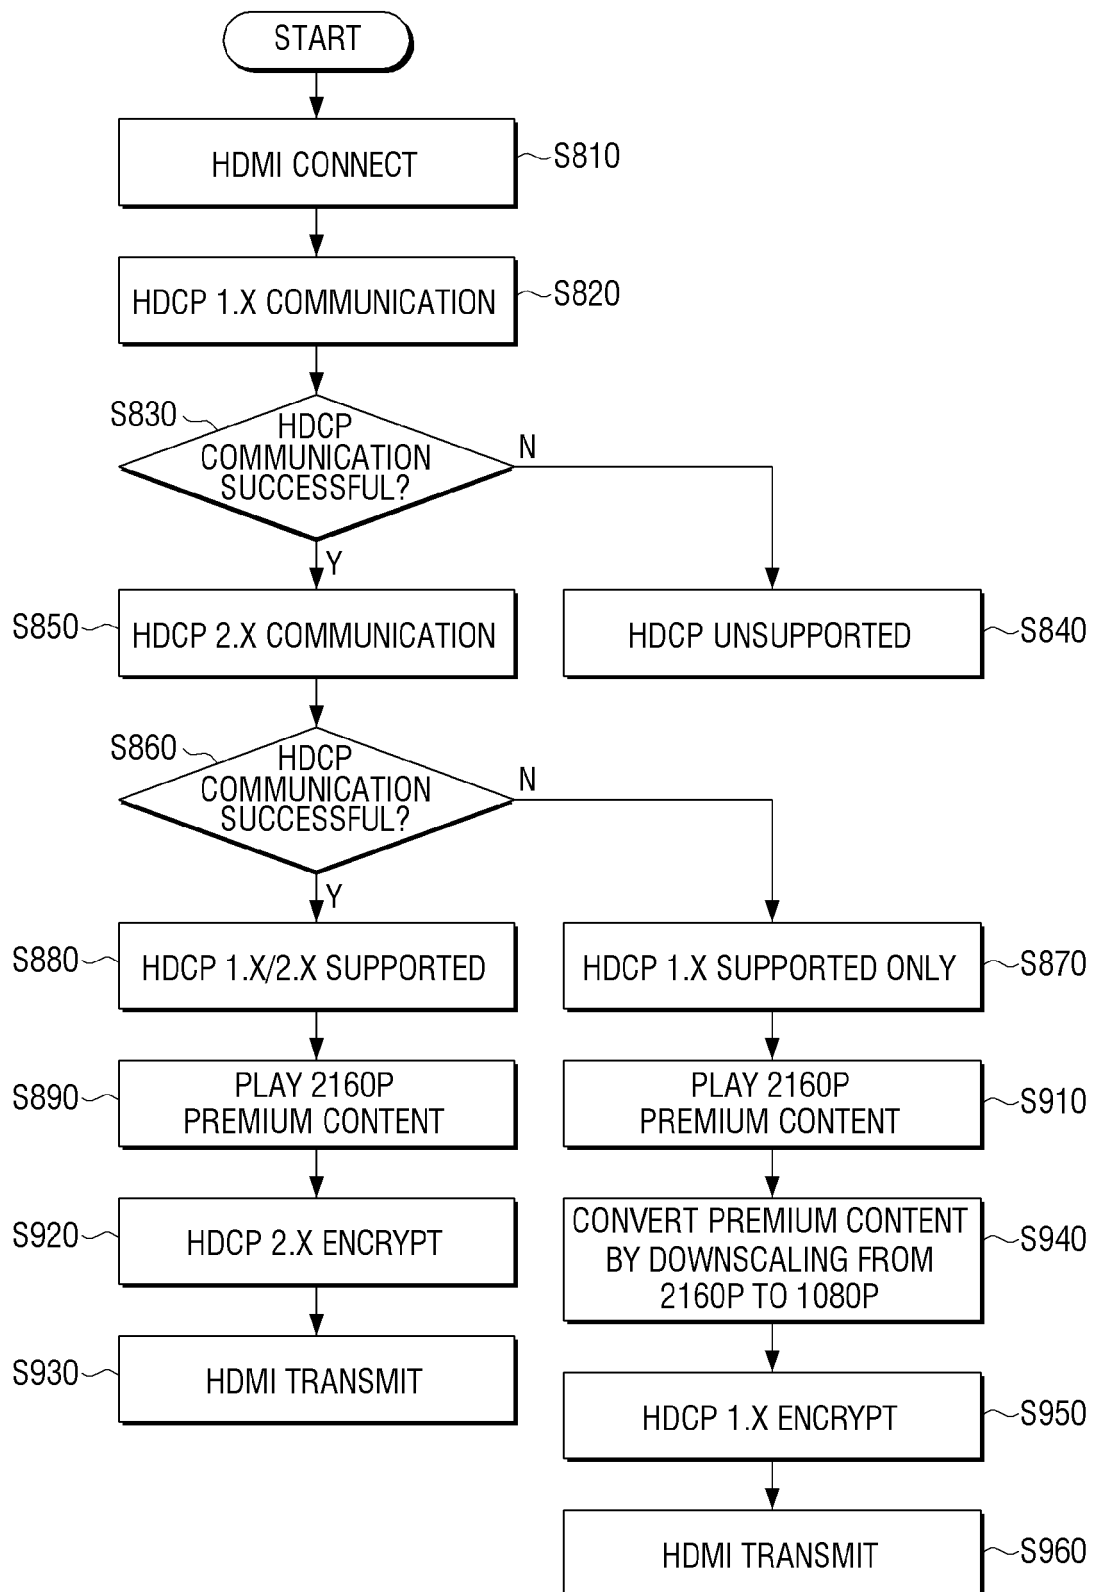 START
HDMI CONNECT
S810
HDCP 1.X COMMUNICATION
S820
S830
HDCP
COMMUNICATION
SUCCESSFUL?
N
Y
S850
HDCP 2.X COMMUNICATION
HDCP UNSUPPORTED
S840
S860
HDCP
COMMUNICATION
SUCCESSFUL?
N
Y
S880
HDCP 1.X/2.X SUPPORTED
HDCP 1.X SUPPORTED ONLY
S870
S890
PLAY 2160P
PREMIUM CONTENT
PLAY 2160P
PREMIUM CONTENT
S910
S920
HDCP 2.X ENCRYPT
CONVERT PREMIUM CONTENT
BY DOWNSCALING FROM
2160P TO 1080P
S940
S930
HDMI TRANSMIT
HDCP 1.X ENCRYPT
S950
HDMI TRANSMIT
S960